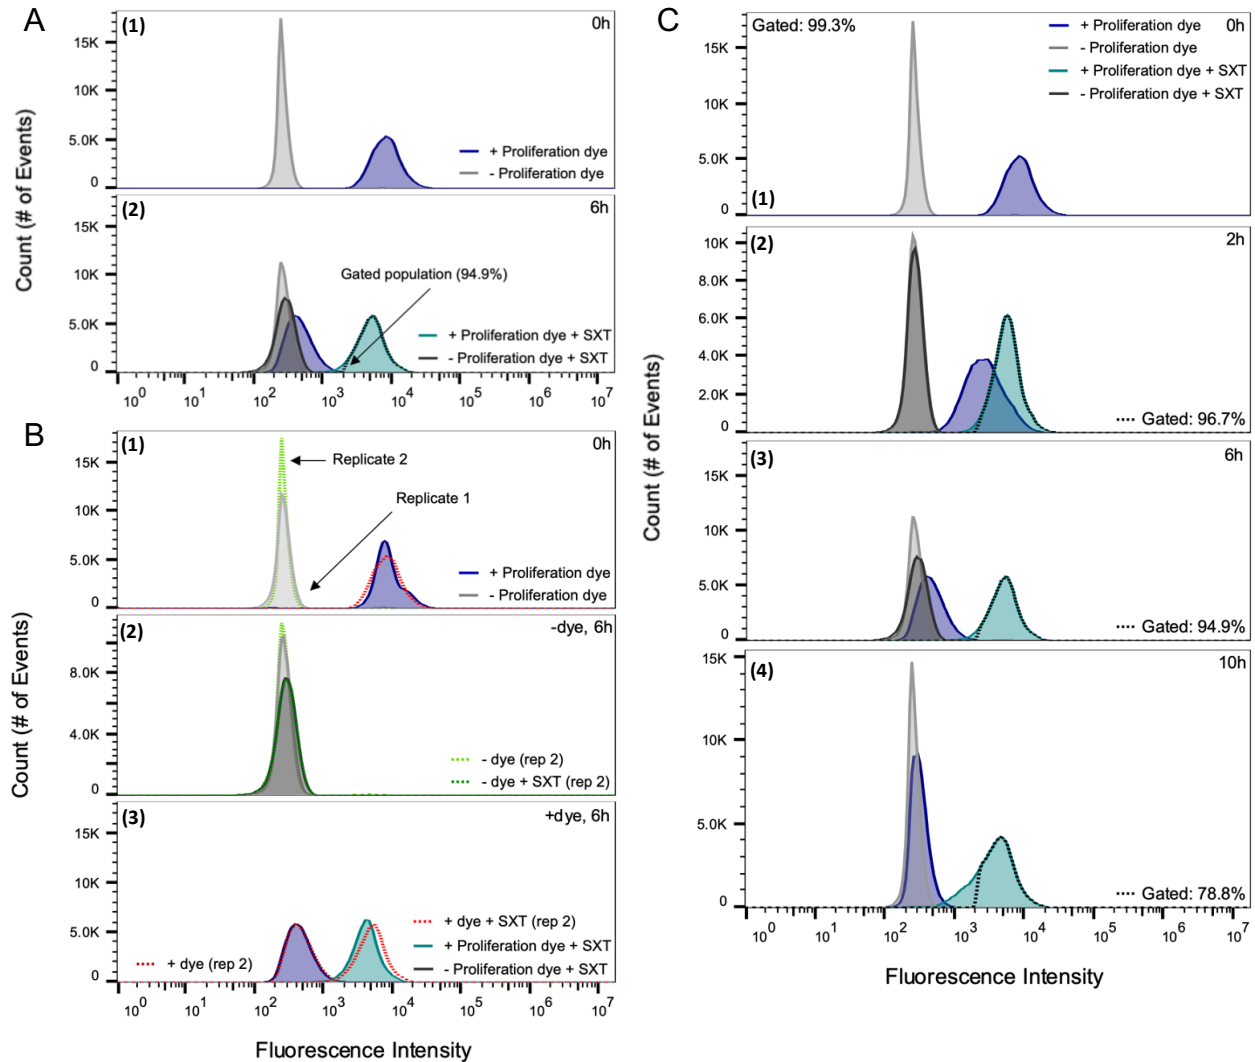 A
(1)
0h
15K
10K
5.0K
0
+ Proliferation dye
- Proliferation dye
Count (# of Events)
(2)
6h
15K
10K
5.0K
0
Gated population (94.9%)
+ Proliferation dye + SXT
- Proliferation dye + SXT
10^0 10^1 10^2 10^3 10^4 10^5 10^6 10^7
B
(1)
0h
15K
10K
5.0K
0
Replicate 2
Replicate 1
+ Proliferation dye
- Proliferation dye
Count (# of Events)
(2)
-dye, 6h
8.0K
4.0K
0
- dye (rep 2)
- dye + SXT (rep 2)
(3)
+dye, 6h
15K
10K
5.0K
0
+ dye (rep 2)
+ dye + SXT (rep 2)
+ Proliferation dye + SXT
- Proliferation dye + SXT
10^0 10^1 10^2 10^3 10^4 10^5 10^6 10^7
Fluorescence Intensity
C
Gated: 99.3%
0h
+ Proliferation dye
- Proliferation dye
+ Proliferation dye + SXT
- Proliferation dye + SXT
15K
10K
5.0K
0
(1)
(2)
2h
10K
8.0K
6.0K
4.0K
2.0K
0
Gated: 96.7%
Count (# of Events)
(3)
6h
15K
10K
5.0K
0
Gated: 94.9%
(4)
10h
15K
10K
5.0K
0
Gated: 78.8%
10^0 10^1 10^2 10^3 10^4 10^5 10^6 10^7
Fluorescence Intensity